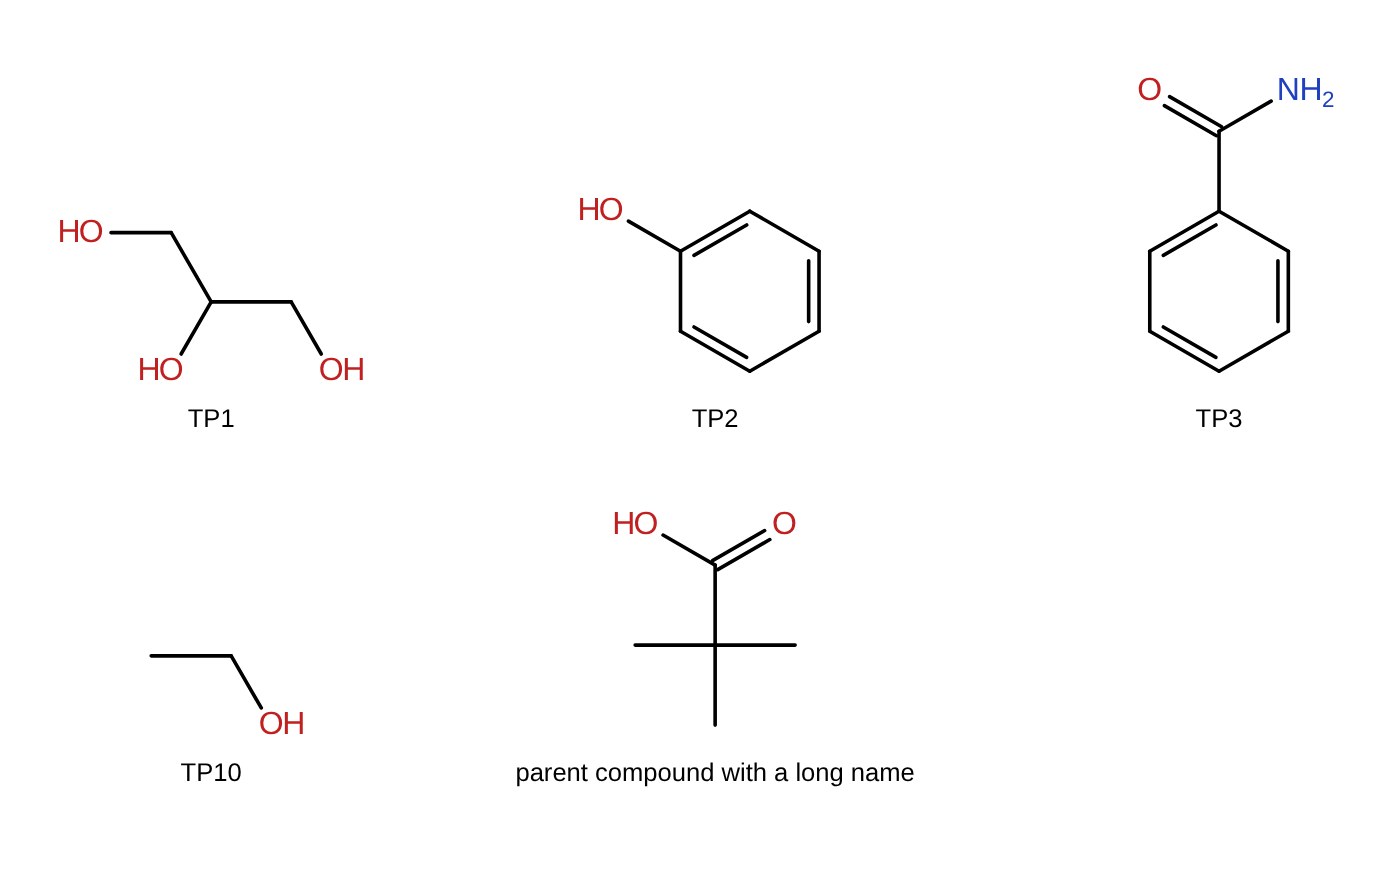 O NH2
HO HO
HO OH
TP1 TP2 TP3
HO O
OH
TP10 parent compound with a long name